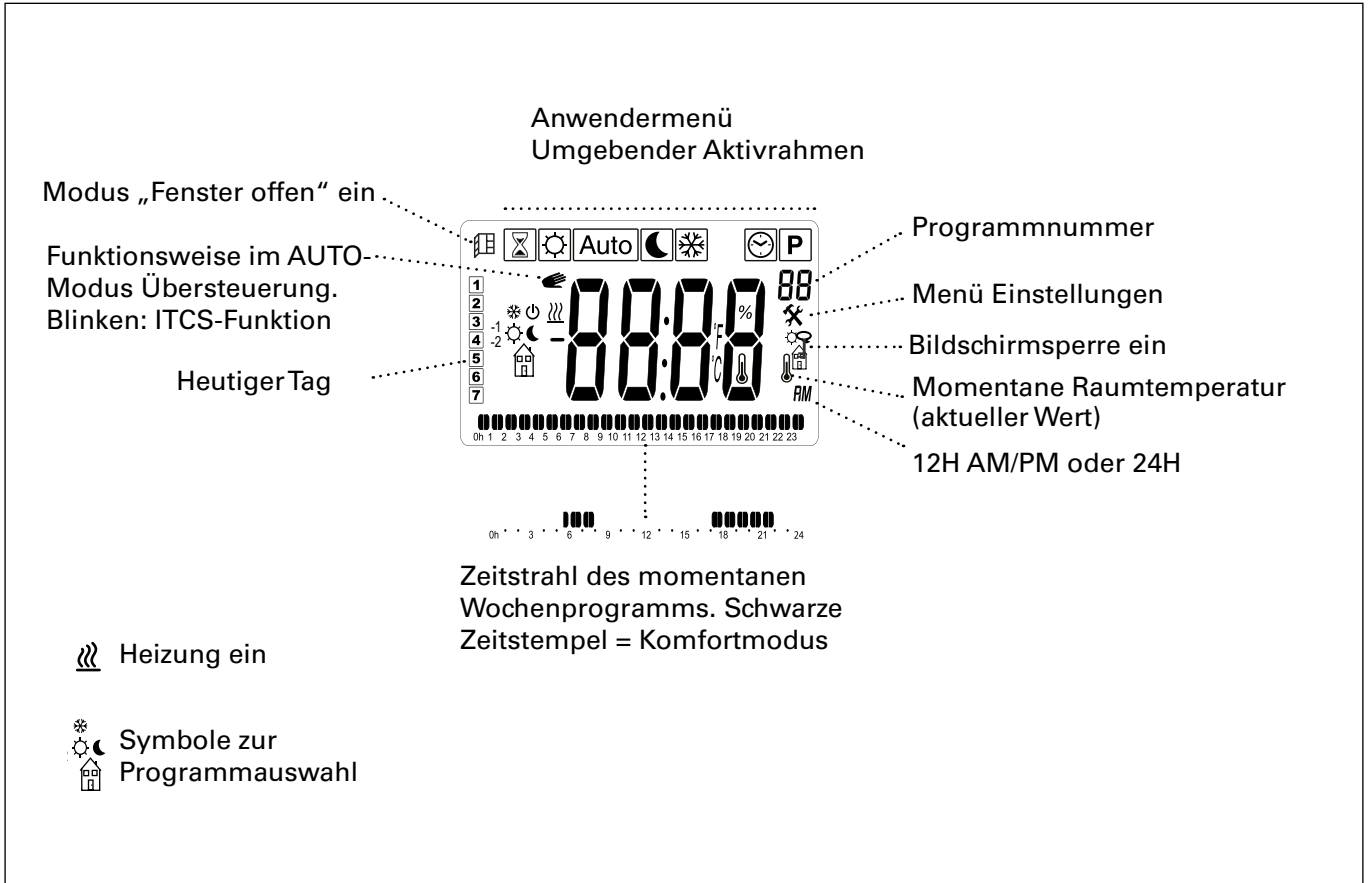 Anwendermenü
Umgebender Aktivrahmen
Modus „Fenster offen“ ein
Funktionsweise im AUTO-
Modus Übersteuerung.
Blinken: ITCS-Funktion
Heutiger Tag
Auto
P
1
2
3
4
5
6
7
-1
-2
88:88
%
°F
°C
88
AM
0h 1 2 3 4 5 6 7 8 9 10 11 12 13 14 15 16 17 18 19 20 21 22 23
Programmnummer
Menü Einstellungen
Bildschirmsperre ein
Momentane Raumtemperatur
(aktueller Wert)
12H AM/PM oder 24H
0h 3 6 9 12 15 18 21 24
Zeitstrahl des momentanen
Wochenprogramms. Schwarze
Zeitstempel = Komfortmodus
Heizung ein
Symbole zur
Programmauswahl